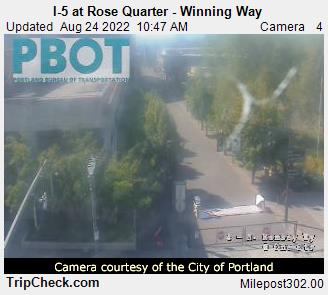 I-5 at Rose Quarter - Winning Way
Updated Aug 24 2022 10:47 AM Camera 4
PBOT
PORTLAND BUREAU OF TRANSPORTATION
Camera courtesy of the City of Portland
TripCheck.com Milepost302.00